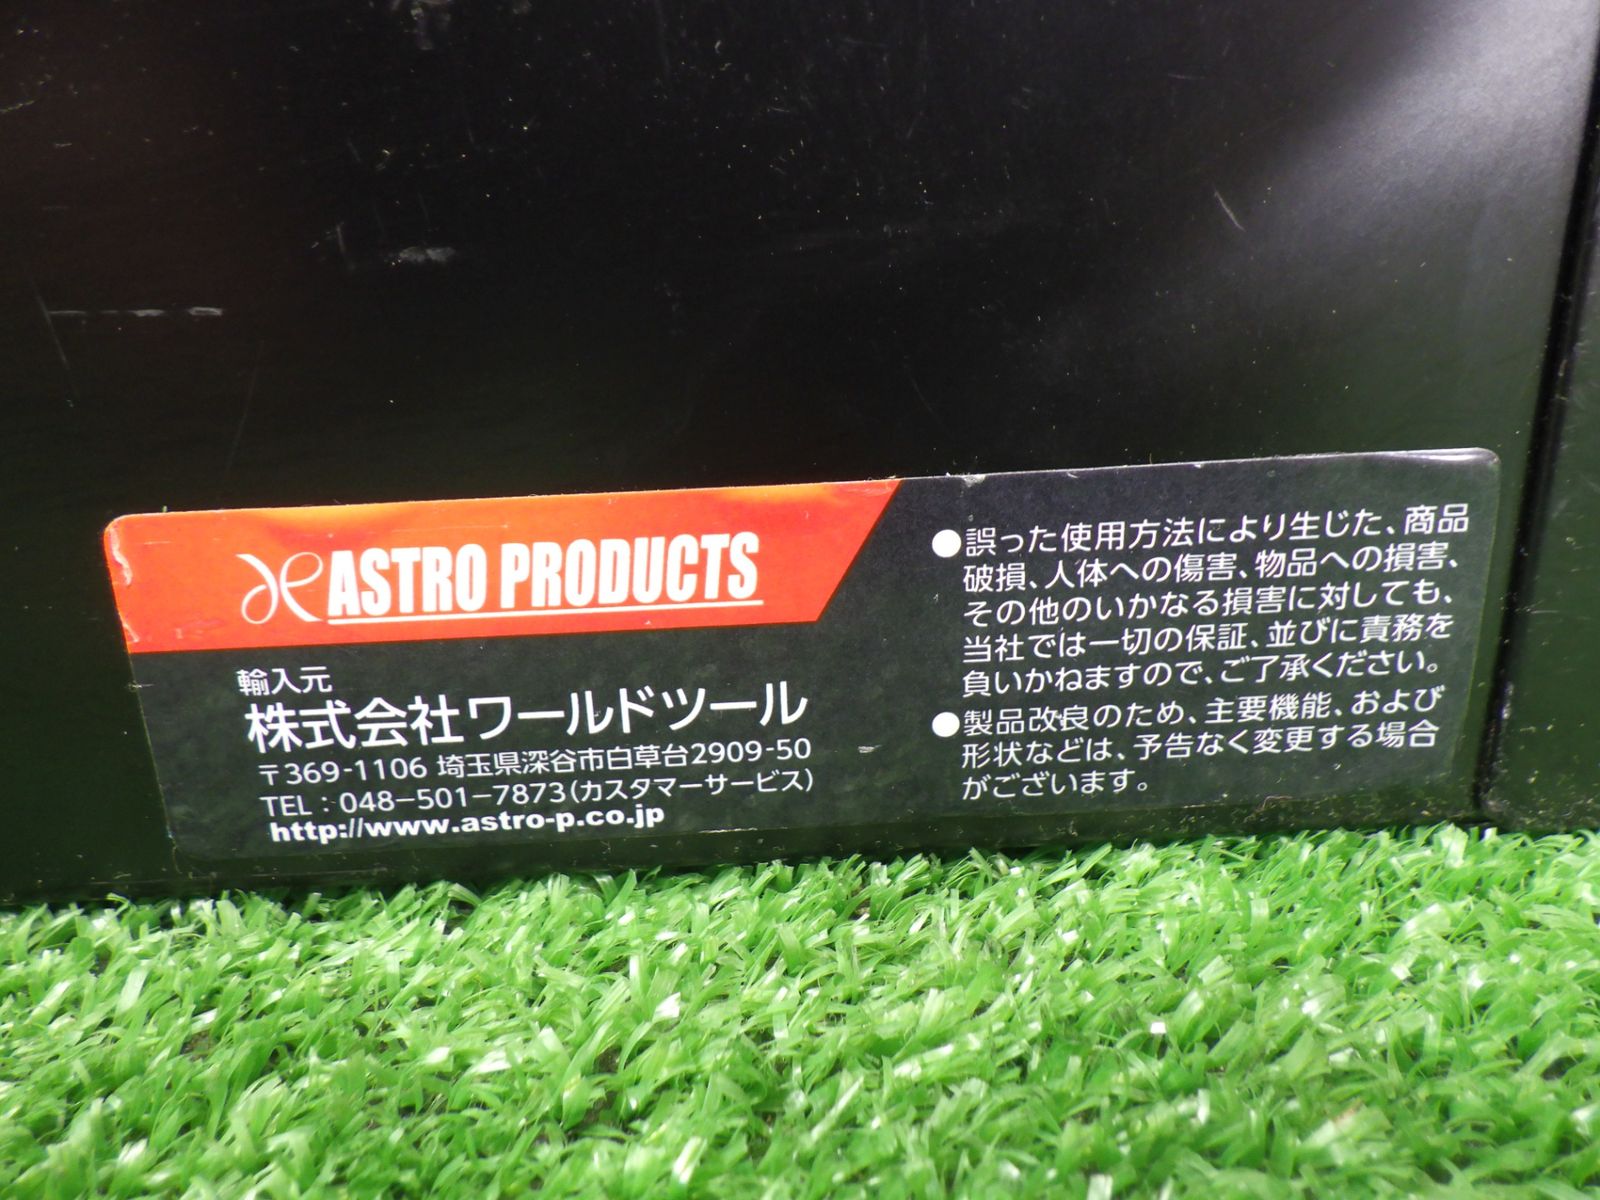 ASTRO PRODUCTS
輸入元
株式会社ワールドツール
〒369-1106 埼玉県深谷市白草台2909-50
TEL：048-501-7873(カスタマーサービス)
http://www.astro-p.co.jp
●誤った使用方法により生じた、商品
破損、人体への傷害、物品への損害、
その他のいかなる損害に対しても、
当社では一切の保証、並びに責務を
負いかねますので、ご了承ください。
●製品改良のため、主要機能、および
形状などは、予告なく変更する場合
がございます。